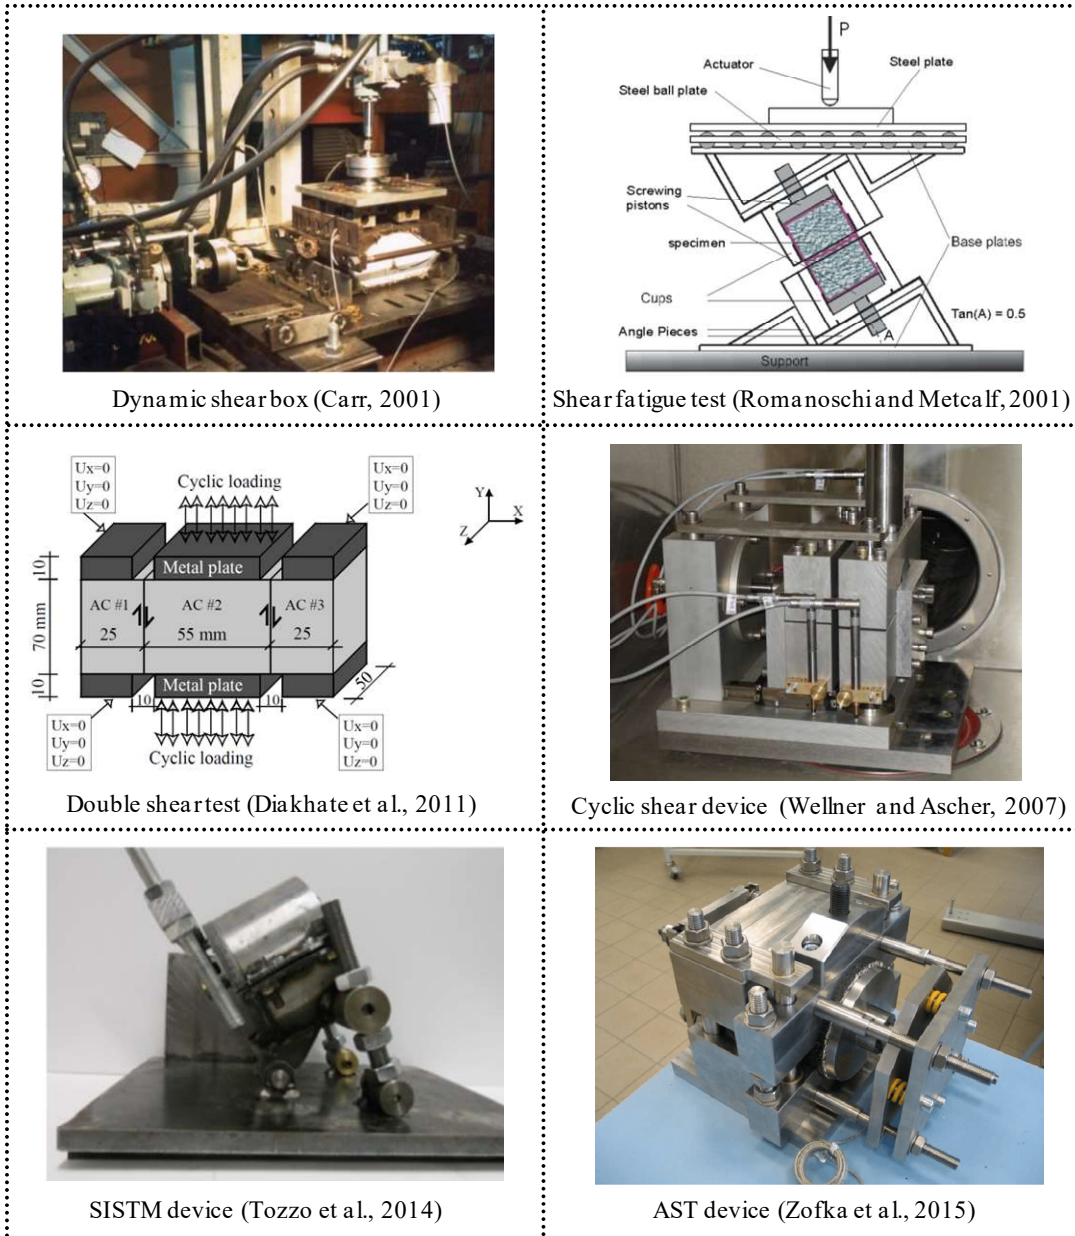 P
Actuator
Steel plate
Steel ball plate
Screwing
pistons
specimen
Base plates
Cups
Tan(A) = 0.5
Angle Pieces
A
Support
Dynamic shear box (Carr, 2001)
Shear fatigue test (Romanoschi and Metcalf, 2001)
Ux=0
Uy=0
Uz=0
Cyclic loading
Ux=0
Uy=0
Uz=0
Y
X
Z
10
Metal plate
70 mm
AC #1
AC #2
AC #3
25
55 mm
25
10
Metal plate
10
10
50
Ux=0
Uy=0
Uz=0
Cyclic loading
Ux=0
Uy=0
Uz=0
Double shear test (Diakhate et al., 2011)
Cyclic shear device (Wellner and Ascher, 2007)
SISTM device (Tozzo et al., 2014)
AST device (Zofka et al., 2015)